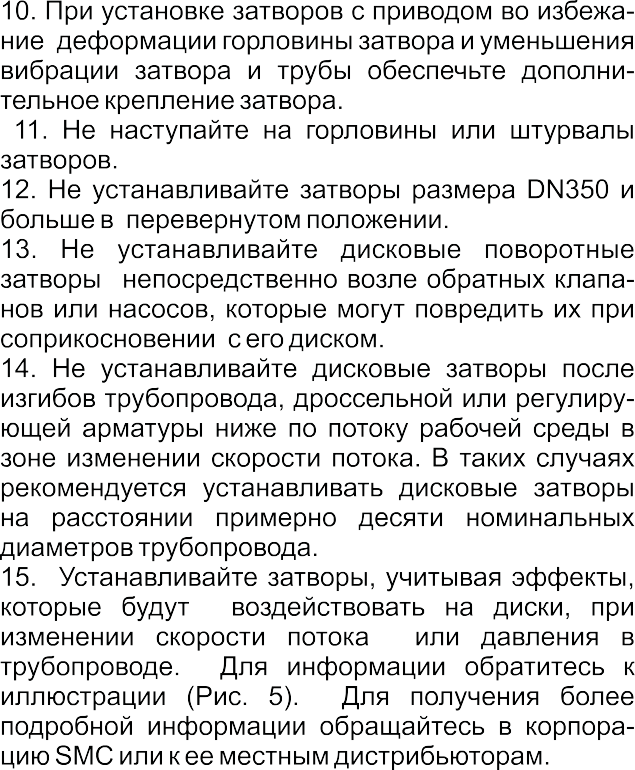 10. При установке затворов с приводом во избежа-
ние деформации горловины затвора и уменьшения
вибрации затвора и трубы обеспечьте дополни-
тельное крепление затвора.
11. Не наступайте на горловины или штурвалы
затворов.
12. Не устанавливайте затворы размера DN350 и
больше в перевернутом положении.
13. Не устанавливайте дисковые поворотные
затворы непосредственно возле обратных клапа-
нов или насосов, которые могут повредить их при
соприкосновении с его диском.
14. Не устанавливайте дисковые затворы после
изгибов трубопровода, дроссельной или регулиру-
ющей арматуры ниже по потоку рабочей среды в
зоне изменении скорости потока. В таких случаях
рекомендуется устанавливать дисковые затворы
на расстоянии примерно десяти номинальных
диаметров трубопровода.
15. Устанавливайте затворы, учитывая эффекты,
которые будут воздействовать на диски, при
изменении скорости потока или давления в
трубопроводе. Для информации обратитесь к
иллюстрации (Рис. 5). Для получения более
подробной информации обращайтесь в корпора-
цию SMC или к ее местным дистрибьюторам.